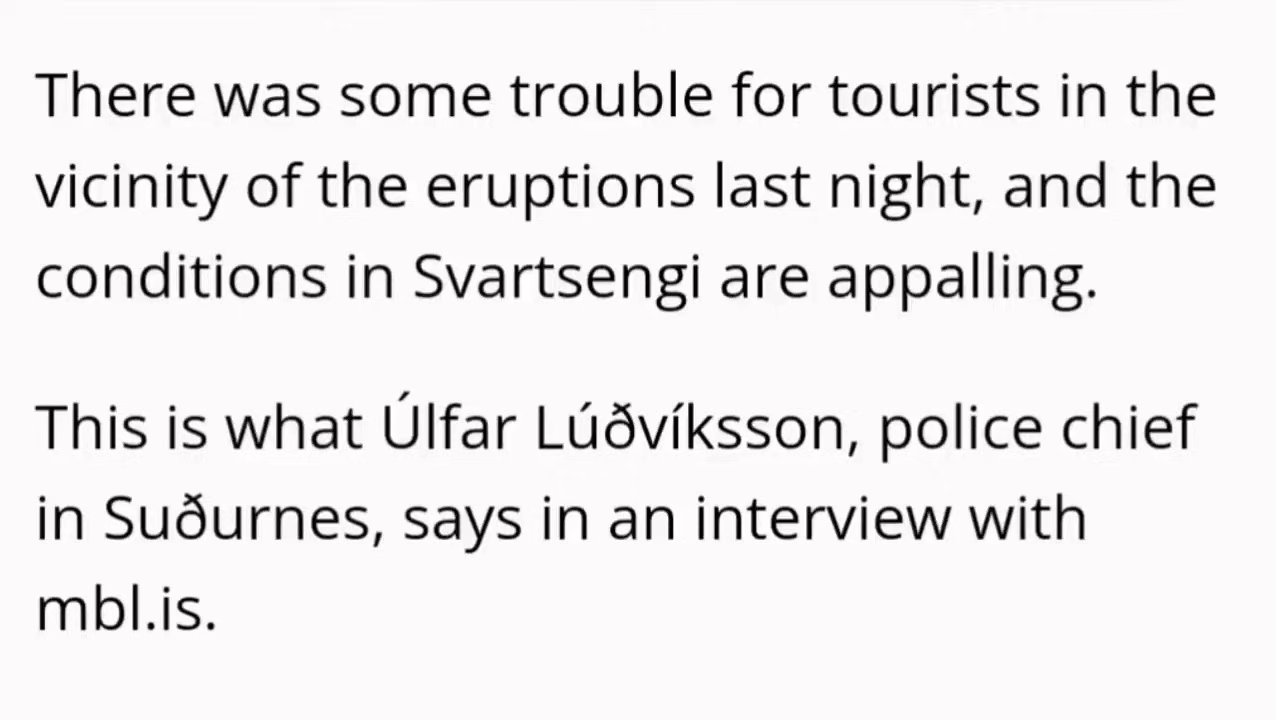 There was some trouble for tourists in the
vicinity of the eruptions last night, and the
conditions in Svartsengi are appalling.
This is what Úlfar Lúðvíksson, police chief
in Suðurnes, says in an interview with
mbl.is.